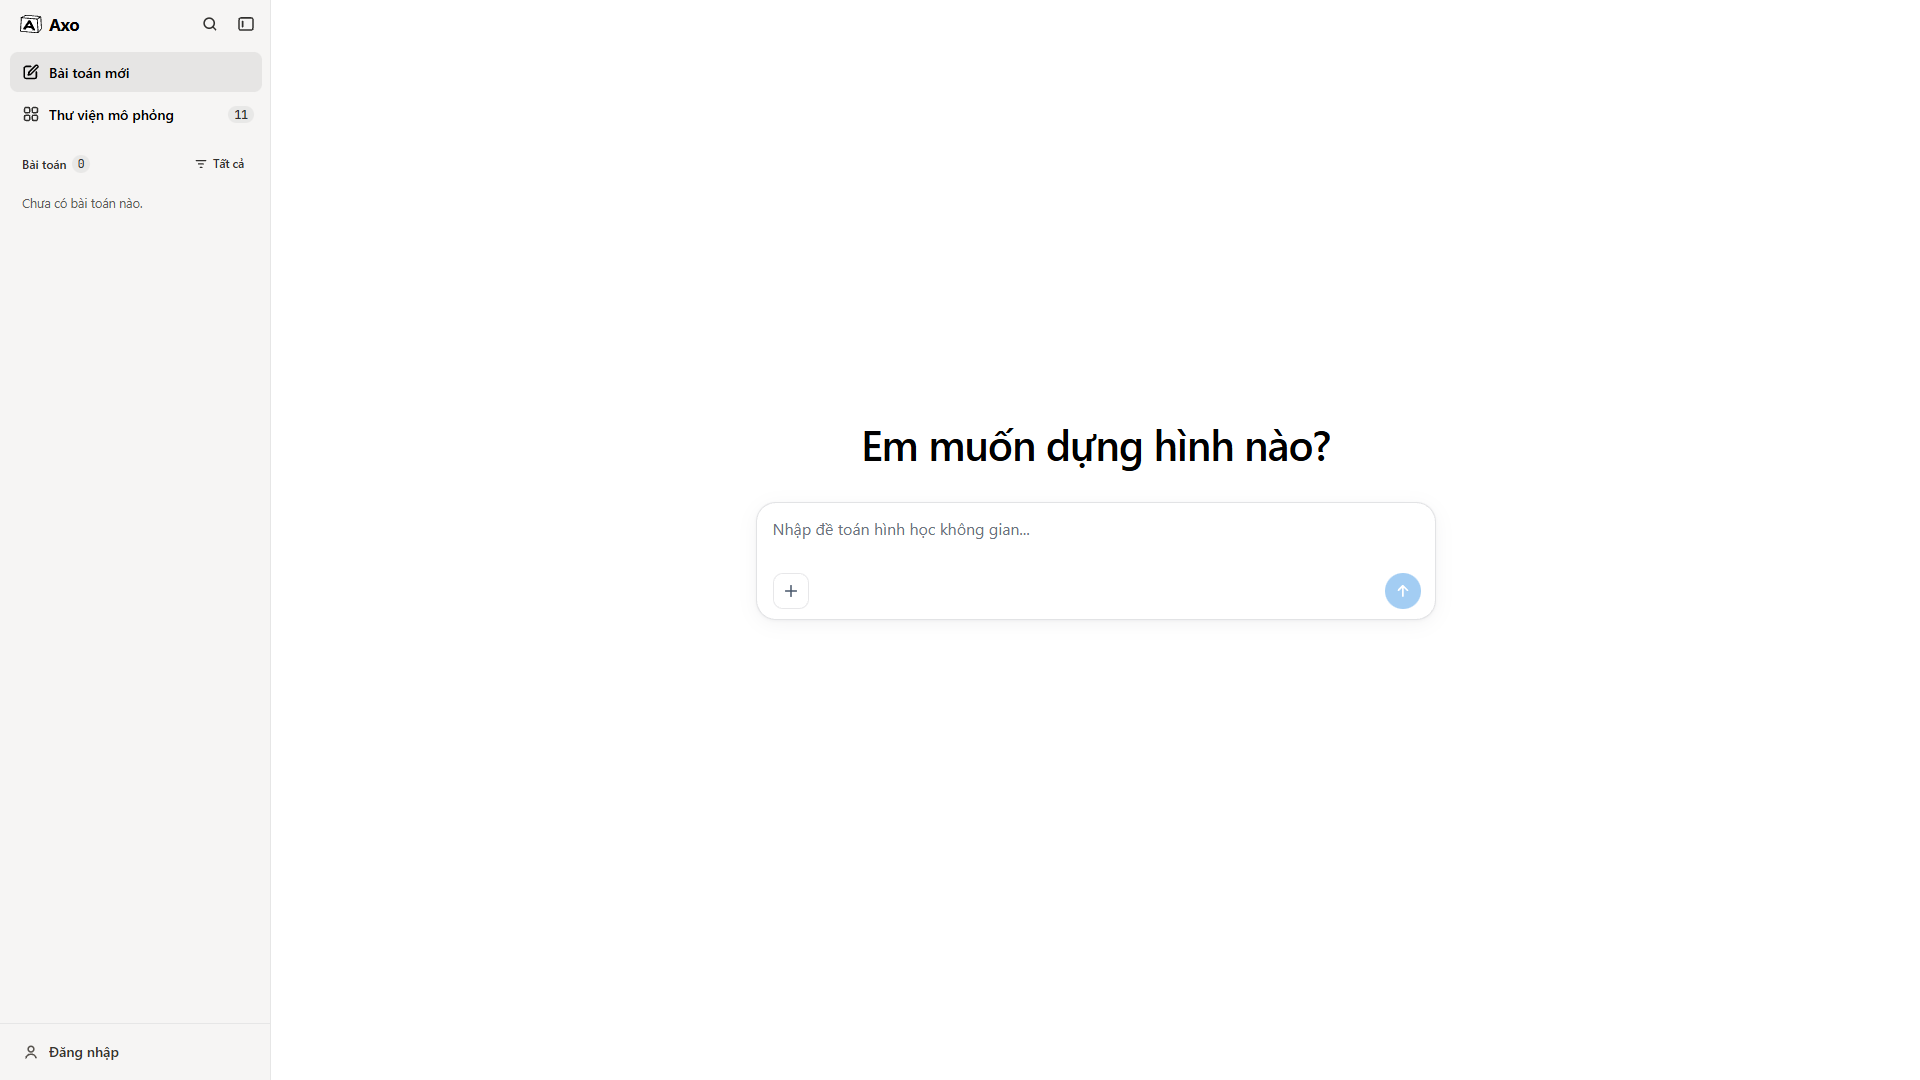 Axo
Bài toán mới
Thư viện mô phỏng 11
Bài toán 0 Tất cả
Chưa có bài toán nào.
Em muốn dựng hình nào?
Nhập đề toán hình học không gian...
Đăng nhập